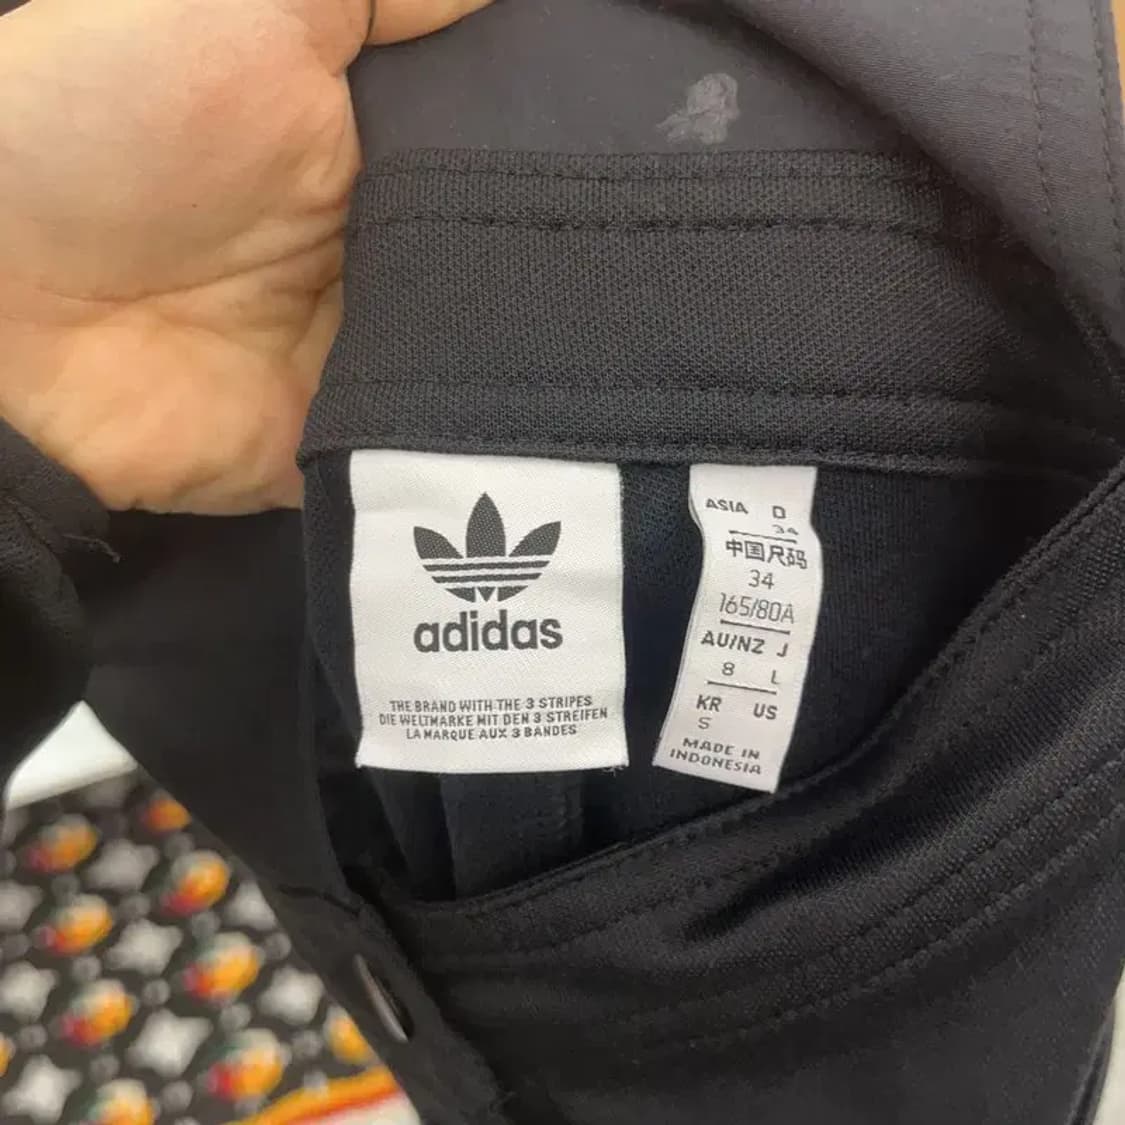 adidas
THE BRAND WITH THE 3 STRIPES
DIE WELTMARKE MIT DEN 3 STREIFEN
LA MARQUE AUX 3 BANDES
ASIA D
34
中国尺码
34
165/80A
AU/NZ J
8 L
KR US
S
MADE IN
INDONESIA